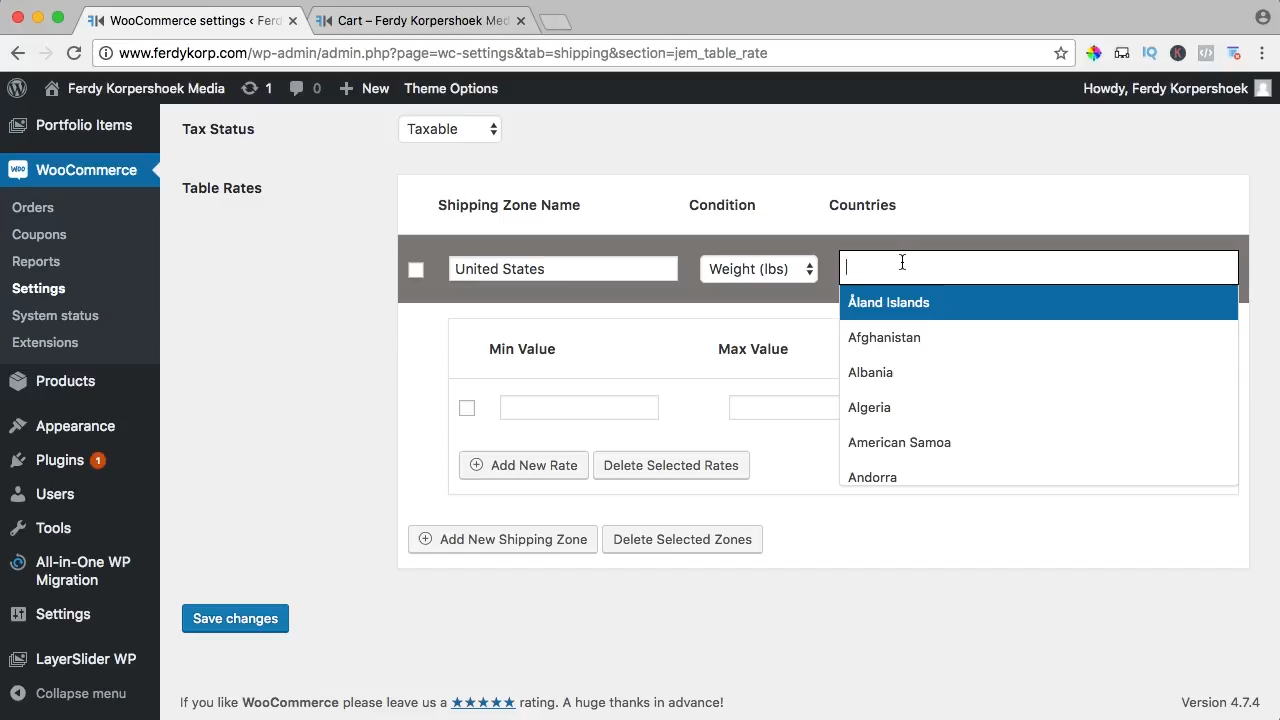 WooCommerce settings ‹ Ferd
Cart – Ferdy Korpershoek Med
www.ferdykorp.com/wp-admin/admin.php?page=wc-settings&tab=shipping&section=jem_table_rate
Ferdy Korpershoek Media
1
0
New
Theme Options
Howdy, Ferdy Korpershoek
Portfolio Items
WooCommerce
Orders
Coupons
Reports
Settings
System status
Extensions
Products
Appearance
Plugins 1
Users
Tools
All-in-One WP
Migration
Settings
LayerSlider WP
Collapse menu
Tax Status
Taxable
Table Rates
Shipping Zone Name
Condition
Countries
United States
Weight (lbs)
Åland Islands
Afghanistan
Albania
Algeria
American Samoa
Andorra
Min Value
Max Value
Add New Rate
Delete Selected Rates
Add New Shipping Zone
Delete Selected Zones
Save changes
If you like WooCommerce please leave us a ★★★★★ rating. A huge thanks in advance!
Version 4.7.4